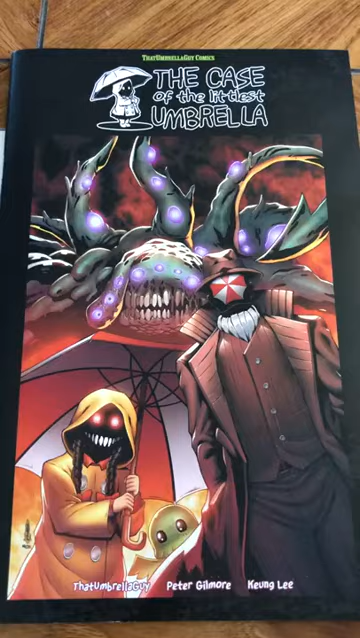 ThatUmbrellaGuy Comics
THE CASE
of the littlest
UMBRELLA
ThatUmbrellaGuy Peter Gilmore Keung Lee